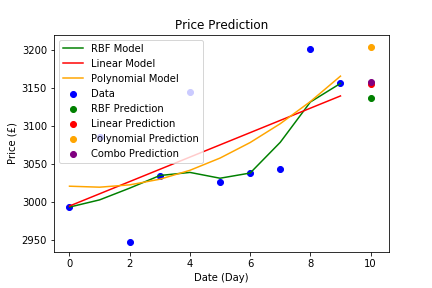 Price Prediction
Price (£)
3200
3150
3100
3050
3000
2950
RBF Model
Linear Model
Polynomial Model
Data
RBF Prediction
Linear Prediction
Polynomial Prediction
Combo Prediction
0 2 4 6 8 10
Date (Day)